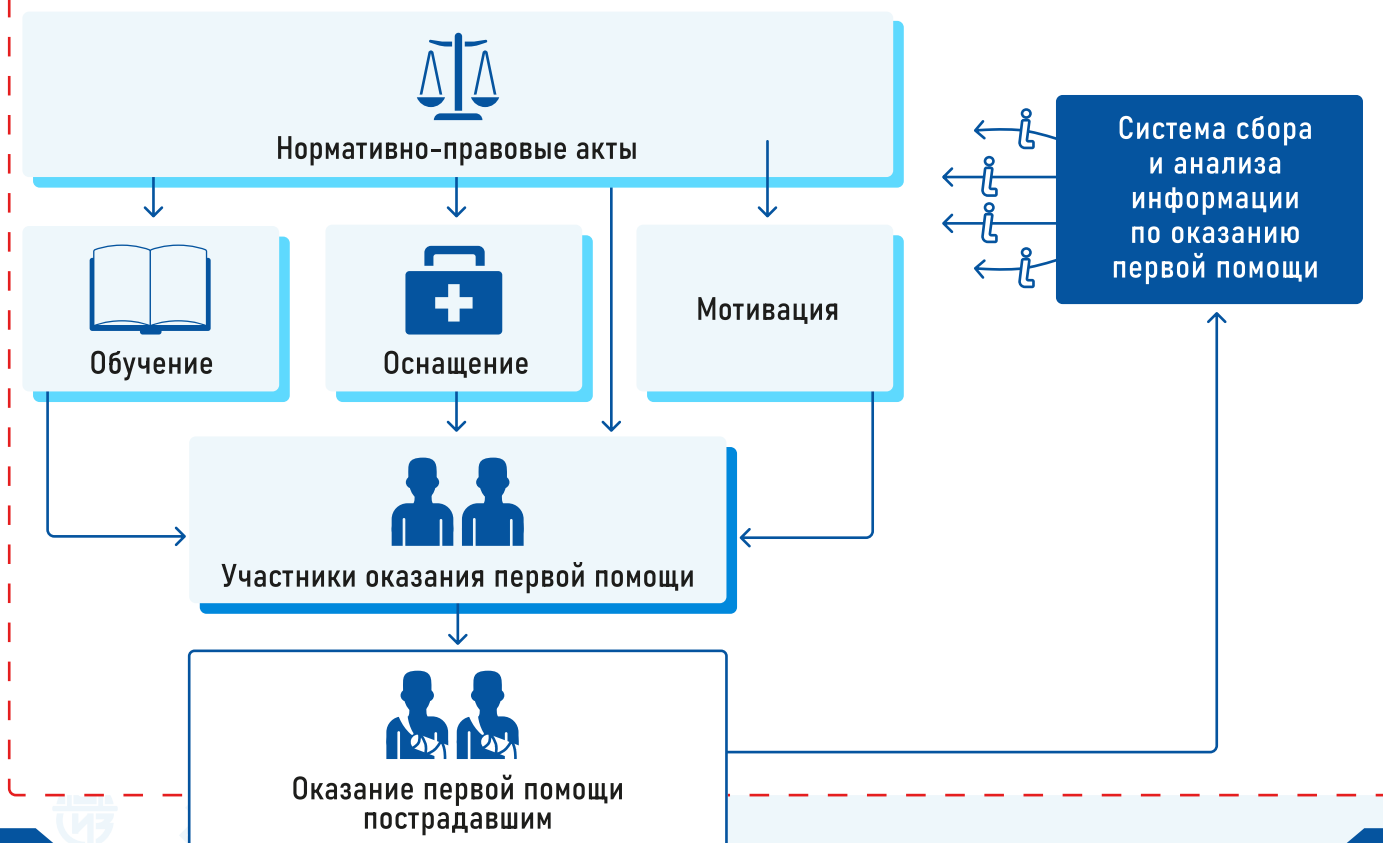 Нормативно-правовые акты
Система сбора
и анализа
информации
по оказанию
первой помощи
Обучение
Оснащение
Мотивация
Участники оказания первой помощи
Оказание первой помощи
пострадавшим